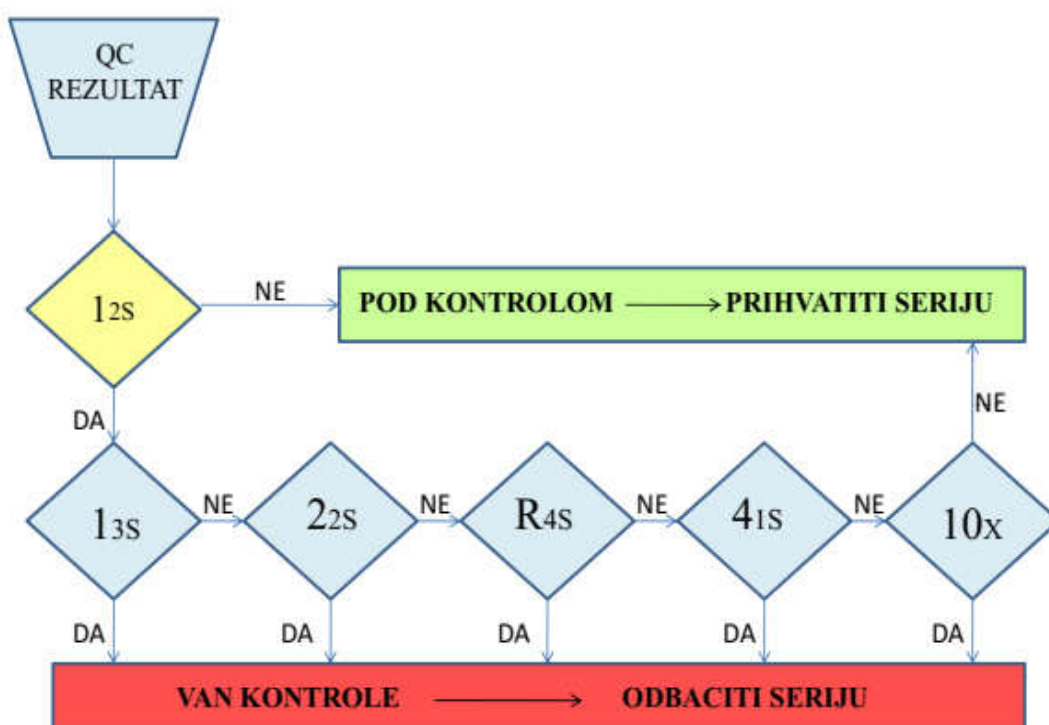 QC
REZULTAT
12S
NE
POD KONTROLOM PRIHVATITI SERIJU
DA
NE
13S
NE
22S
NE
R4S
NE
41S
NE
10X
DA
DA
DA
DA
DA
VAN KONTROLE ODBACITI SERIJU